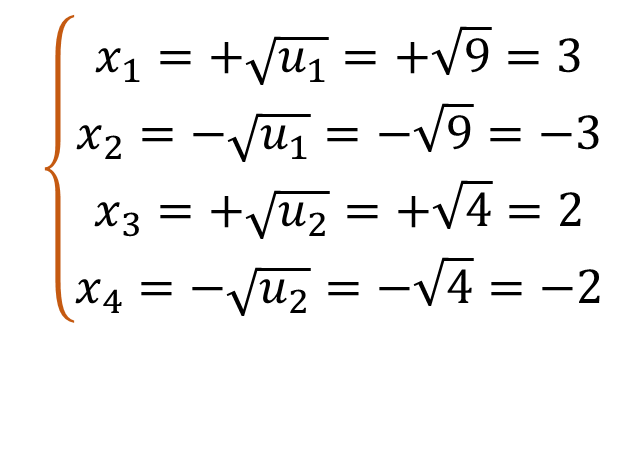 x₁ = +√u₁ = +√9 = 3
x₂ = −√u₁ = −√9 = −3
x₃ = +√u₂ = +√4 = 2
x₄ = −√u₂ = −√4 = −2